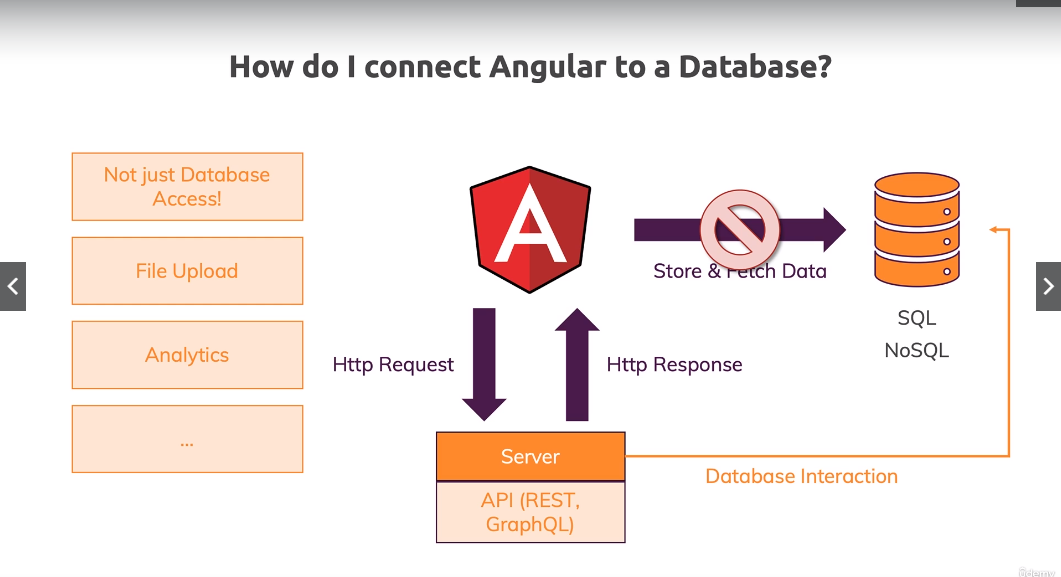 How do I connect Angular to a Database?
Not just Database
Access!
File Upload
Analytics
...
A
Store & Fetch Data
SQL
NoSQL
Http Request
Http Response
Server
API (REST,
GraphQL)
Database Interaction
ûdemy